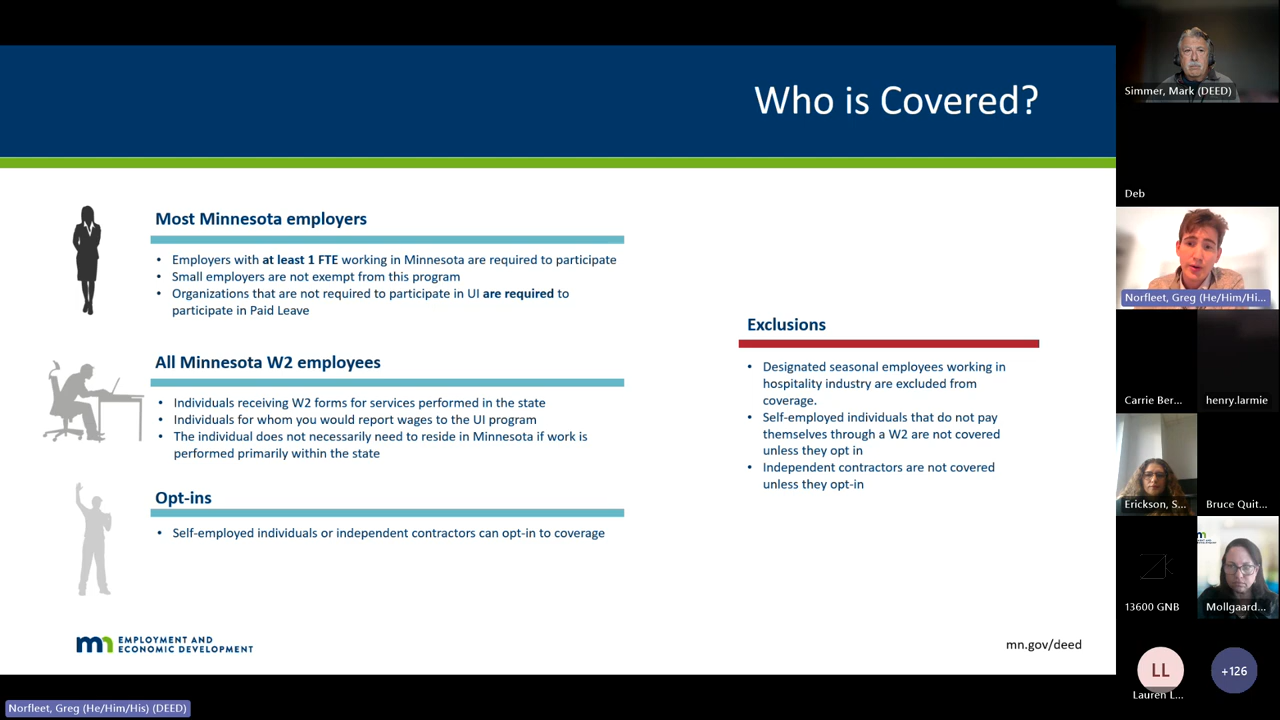 Who is Covered?
Most Minnesota employers
• Employers with at least 1 FTE working in Minnesota are required to participate
• Small employers are not exempt from this program
• Organizations that are not required to participate in UI are required to
participate in Paid Leave
All Minnesota W2 employees
• Individuals receiving W2 forms for services performed in the state
• Individuals for whom you would report wages to the UI program
• The individual does not necessarily need to reside in Minnesota if work is
performed primarily within the state
Opt-ins
• Self-employed individuals or independent contractors can opt-in to coverage
Exclusions
• Designated seasonal employees working in
hospitality industry are excluded from
coverage.
• Self-employed individuals that do not pay
themselves through a W2 are not covered
unless they opt in
• Independent contractors are not covered
unless they opt-in
mn EMPLOYMENT AND
ECONOMIC DEVELOPMENT
mn.gov/deed
Simmer, Mark (DEED)
Deb
Norfleet, Greg (He/Him/Hi...
Carrie Ber...
henry.larmie
Erickson, S...
Bruce Quit...
13600 GNB
Mollgaard...
LL
Lauren L...
+126
Norfleet, Greg (He/Him/His) (DEED)